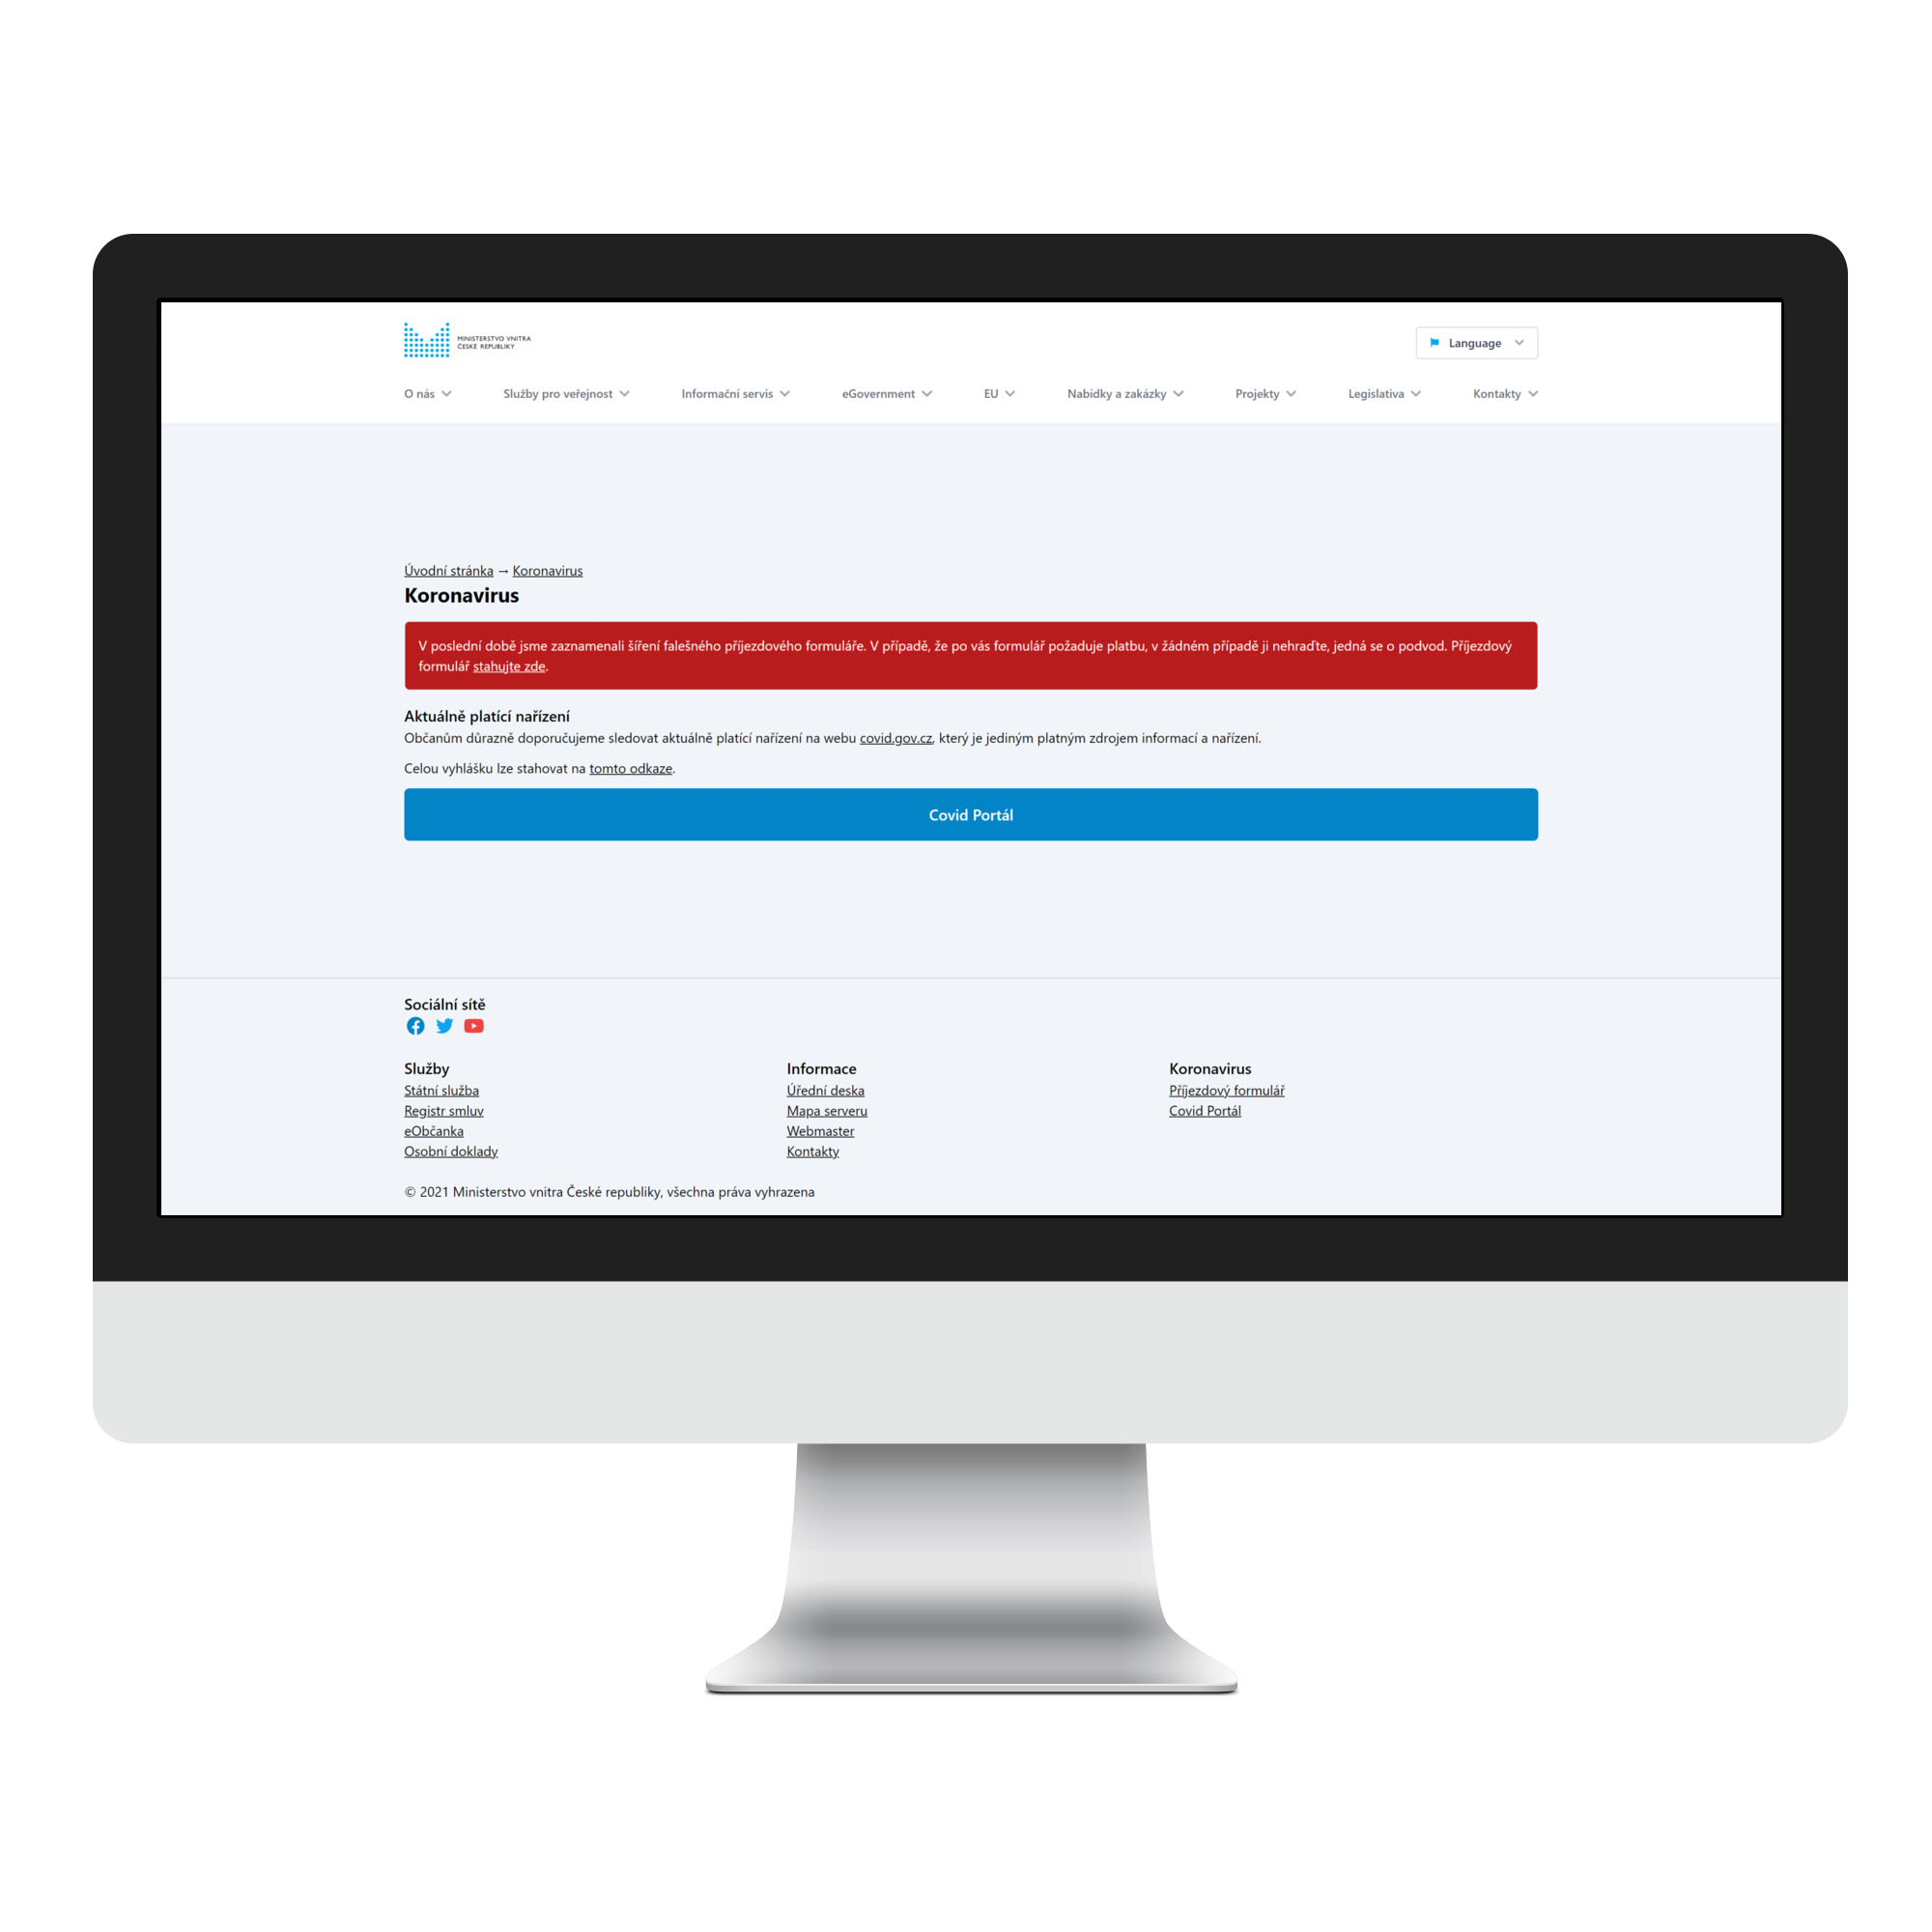 MINISTERSTVO VNITRA
ČESKÉ REPUBLIKY
Language
O nás
Služby pro veřejnost
Informační servis
eGovernment
EU
Nabídky a zakázky
Projekty
Legislativa
Kontakty
Úvodní stránka → Koronavirus
Koronavirus
V poslední době jsme zaznamenali šíření falešného příjezdového formuláře. V případě, že po vás formulář požaduje platbu, v žádném případě ji nehraďte, jedná se o podvod. Příjezdový
formulář stahujte zde.
Aktuálně platící nařízení
Občanům důrazně doporučujeme sledovat aktuálně platící nařízení na webu covid.gov.cz, který je jediným platným zdrojem informací a nařízení.
Celou vyhlášku lze stahovat na tomto odkaze.
Covid Portál
Sociální sítě
Služby
Státní služba
Registr smluv
eObčanka
Osobní doklady
Informace
Úřední deska
Mapa serveru
Webmaster
Kontakty
Koronavirus
Příjezdový formulář
Covid Portál
© 2021 Ministerstvo vnitra České republiky, všechna práva vyhrazena